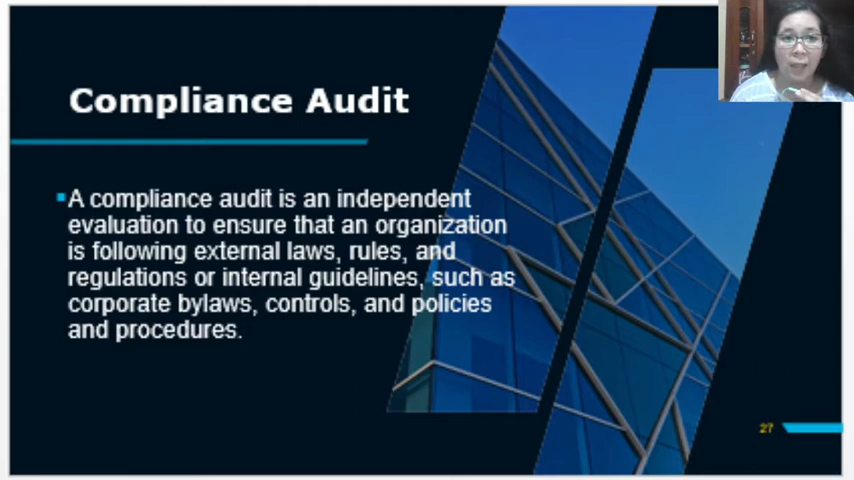 Compliance Audit
▪A compliance audit is an independent
evaluation to ensure that an organization
is following external laws, rules, and
regulations or internal guidelines, such as
corporate bylaws, controls, and policies
and procedures.
27